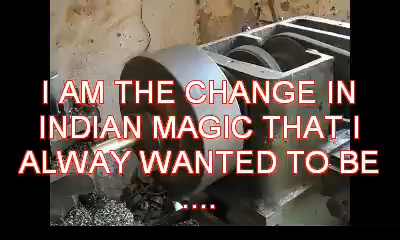 I AM THE CHANGE IN
INDIAN MAGIC THAT I
ALWAY WANTED TO BE
....